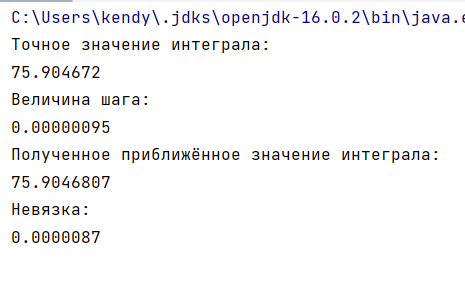 C:\Users\kendy\.jdks\openjdk-16.0.2\bin\java.e
Точное значение интеграла:
75.904672
Величина шага:
0.00000095
Полученное приближённое значение интеграла:
75.9046807
Невязка:
0.0000087